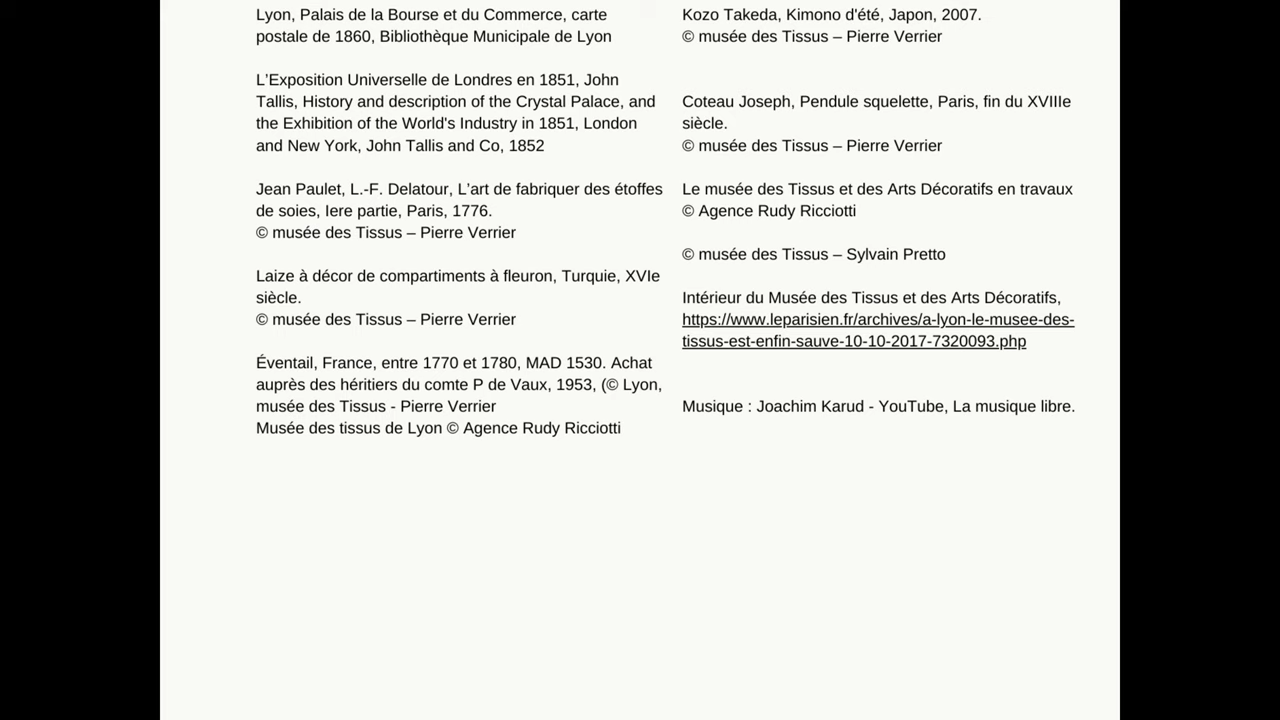 Lyon, Palais de la Bourse et du Commerce, carte
postale de 1860, Bibliothèque Municipale de Lyon
L'Exposition Universelle de Londres en 1851, John
Tallis, History and description of the Crystal Palace, and
the Exhibition of the World's Industry in 1851, London
and New York, John Tallis and Co, 1852
Jean Paulet, L.-F. Delatour, L'art de fabriquer des étoffes
de soies, Iere partie, Paris, 1776.
© musée des Tissus – Pierre Verrier
Laize à décor de compartiments à fleuron, Turquie, XVIe
siècle.
© musée des Tissus – Pierre Verrier
Éventail, France, entre 1770 et 1780, MAD 1530. Achat
auprès des héritiers du comte P de Vaux, 1953, (© Lyon,
musée des Tissus - Pierre Verrier
Musée des tissus de Lyon © Agence Rudy Ricciotti
Kozo Takeda, Kimono d'été, Japon, 2007.
© musée des Tissus – Pierre Verrier
Coteau Joseph, Pendule squelette, Paris, fin du XVIIIe
siècle.
© musée des Tissus – Pierre Verrier
Le musée des Tissus et des Arts Décoratifs en travaux
© Agence Rudy Ricciotti
© musée des Tissus – Sylvain Pretto
Intérieur du Musée des Tissus et des Arts Décoratifs,
https://www.leparisien.fr/archives/a-lyon-le-musee-des-
tissus-est-enfin-sauve-10-10-2017-7320093.php
Musique : Joachim Karud - YouTube, La musique libre.